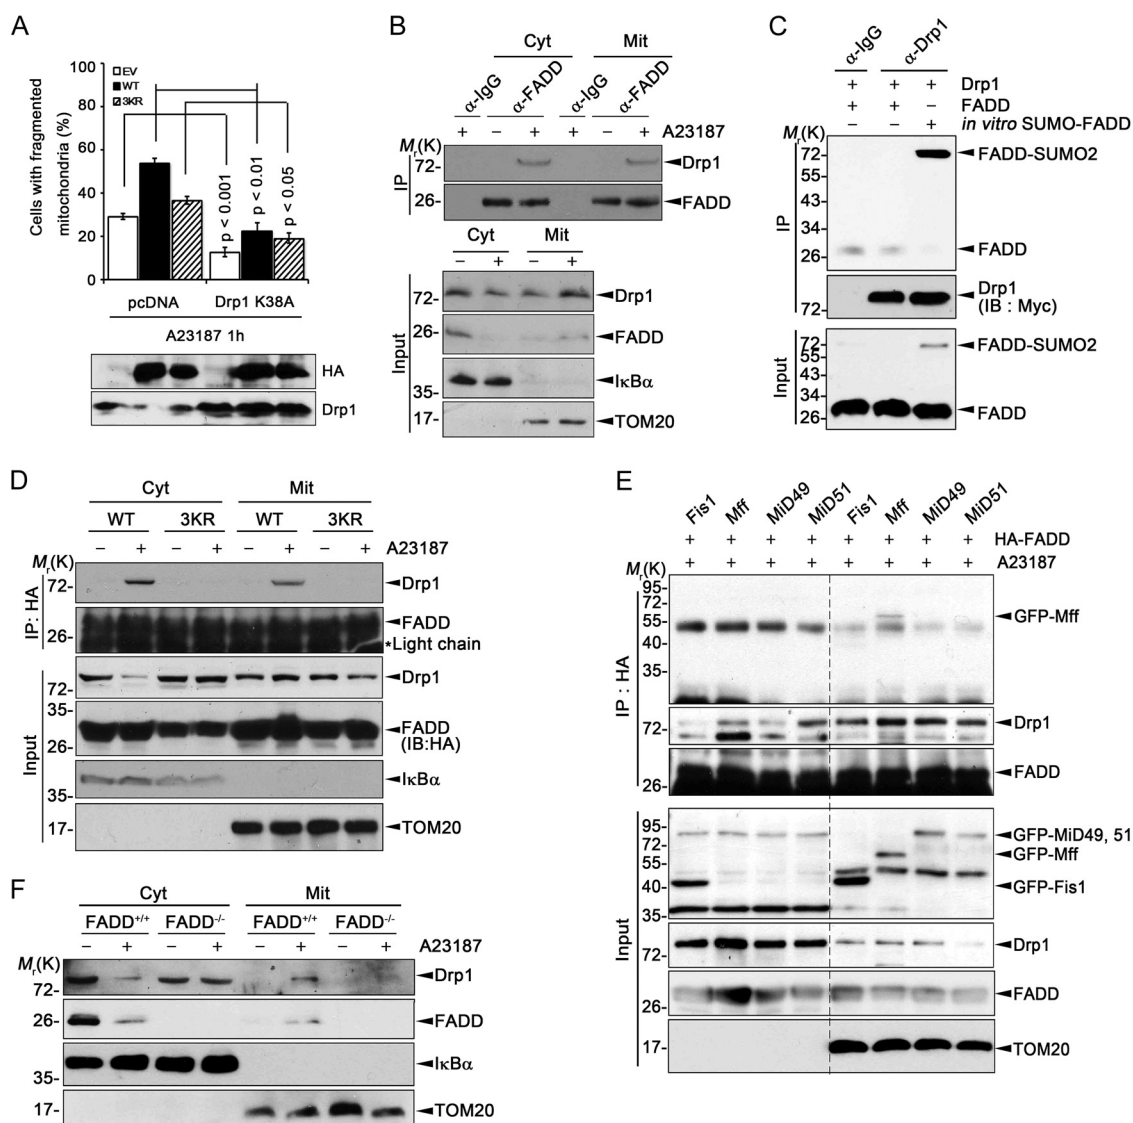 A
Cells with fragmented
mitochondria (%)
100
80
60
40
20
0
EV
WT
3KR
p < 0.001
p < 0.01
p < 0.05
pcDNA
Drp1 K38A
A23187 1h
HA
Drp1
B
Cyt
Mit
α-IgG
α-FADD
α-IgG
α-FADD
+ − + + − + A23187
Mr(K)
IP
72-
Drp1
26-
FADD
Cyt
Mit
− + − +
Input
72-
Drp1
26-
FADD
35-
IκBα
17-
TOM20
C
α-IgG
α-Drp1
+ + + Drp1
+ + − FADD
− − + in vitro SUMO-FADD
Mr(K)
IP
72-
55-
43-
34-
26-
FADD-SUMO2
FADD
72-
Drp1
(IB : Myc)
Input
72-
55-
43-
34-
26-
FADD-SUMO2
FADD
D
Cyt
Mit
WT
3KR
WT
3KR
− + − + − + − + A23187
Mr(K)
IP: HA
72-
Drp1
26-
FADD
*Light chain
Input
72-
Drp1
35-
26-
FADD
(IB:HA)
35-
IκBα
17-
TOM20
E
Fis1
Mff
MiD49
MiD51
Fis1
Mff
MiD49
MiD51
+ + + + + + + + HA-FADD
+ + + + + + + + A23187
Mr(K)
IP : HA
95-
72-
55-
35-
GFP-Mff
72-
Drp1
26-
FADD
Input
95-
72-
55-
40-
35-
GFP-MiD49, 51
GFP-Mff
GFP-Fis1
72-
Drp1
26-
FADD
17-
TOM20
F
Cyt
Mit
FADD+/+
FADD-/-
FADD+/+
FADD-/-
− + − + − + − + A23187
Mr(K)
72-
Drp1
26-
FADD
35-
IκBα
17-
TOM20